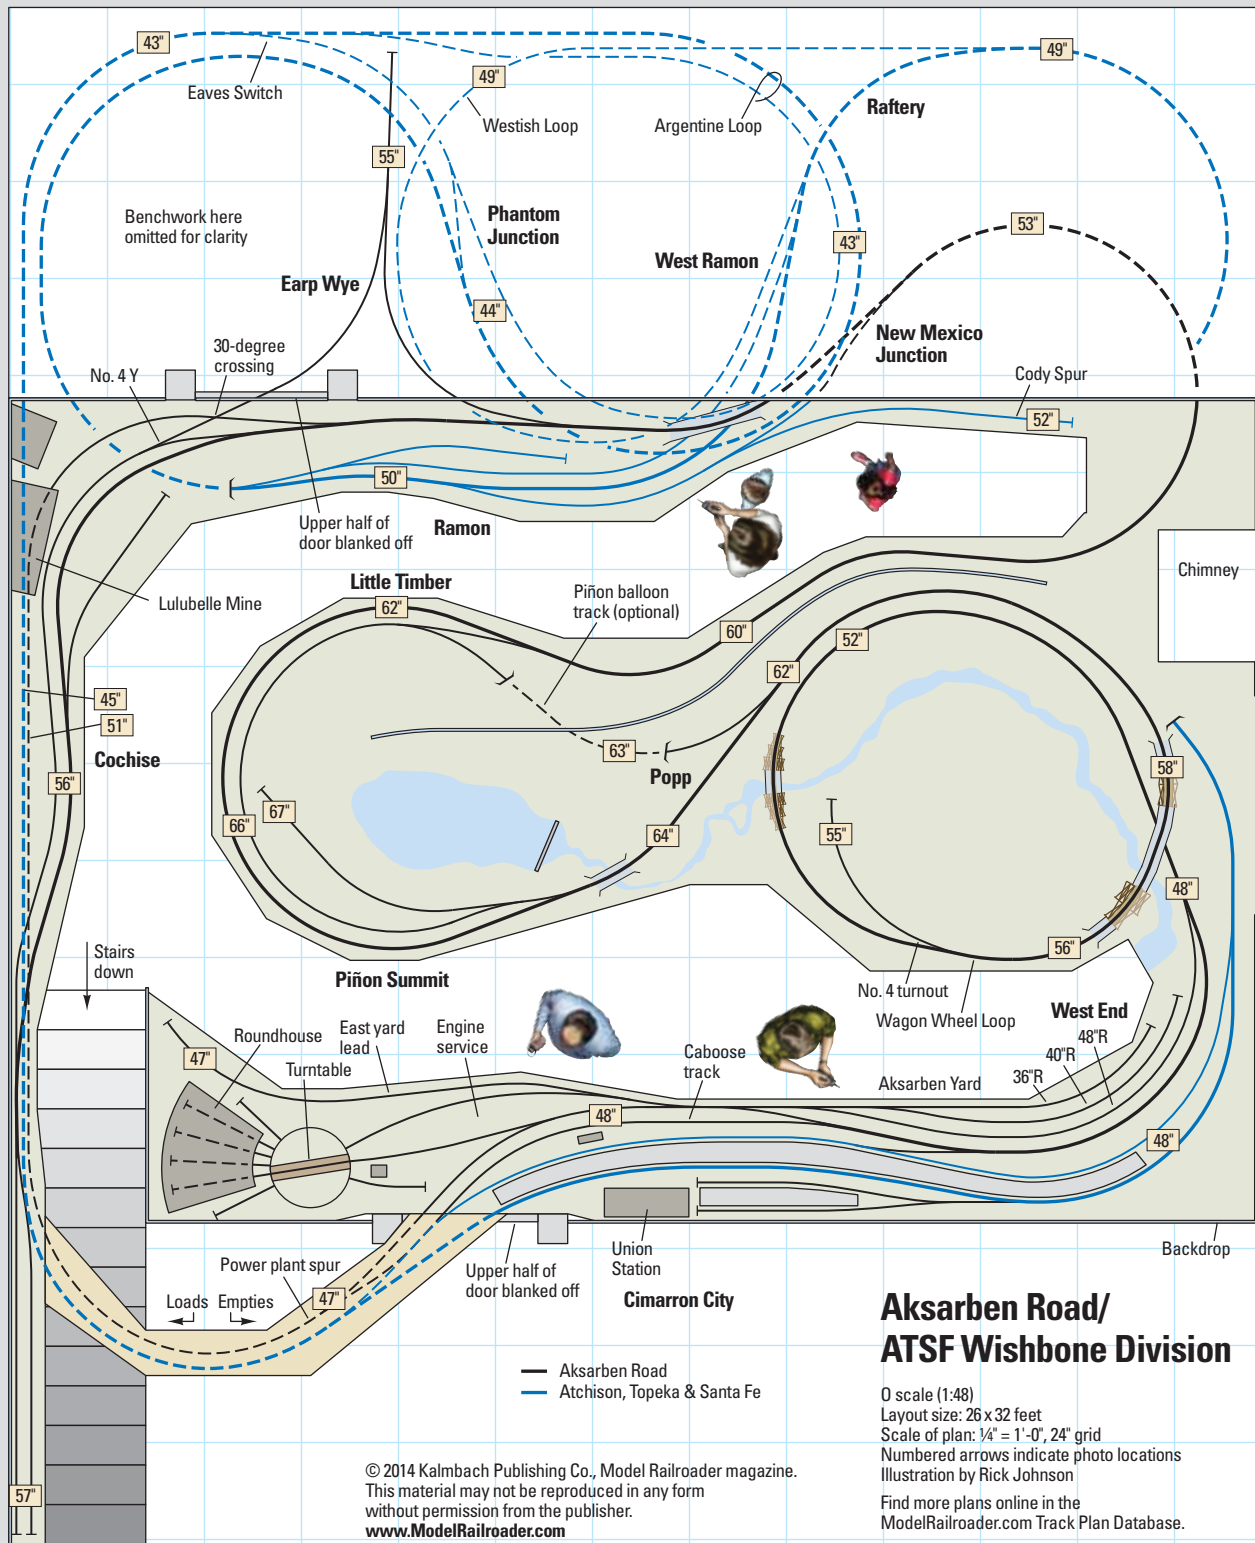 43"
Eaves Switch
49"
Westish Loop
Argentine Loop
49"
Raftery
55"
Benchwork here
omitted for clarity
Phantom
Junction
Earp Wye
West Ramon
43"
53"
44"
New Mexico
Junction
30-degree
crossing
No. 4 Y
Cody Spur
52"
50"
Upper half of
door blanked off
Ramon
Lulubelle Mine
Little Timber
62"
Piñon balloon
track (optional)
60"
52"
62"
Chimney
45"
51"
Cochise
56"
63"
Popp
58"
67"
66"
64"
55"
48"
Stairs
down
Piñon Summit
56"
No. 4 turnout
Wagon Wheel Loop
West End
48"R
40"R
36"R
Roundhouse
East yard
lead
Engine
service
47"
Turntable
Caboose
track
Aksarben Yard
48"
48"
Power plant spur
Upper half of
door blanked off
Union
Station
Backdrop
Loads
Empties
47"
Cimarron City
Aksarben Road/
ATSF Wishbone Division
Aksarben Road
Atchison, Topeka & Santa Fe
O scale (1:48)
Layout size: 26 x 32 feet
Scale of plan: ¼" = 1'-0", 24" grid
Numbered arrows indicate photo locations
Illustration by Rick Johnson
Find more plans online in the
ModelRailroader.com Track Plan Database.
© 2014 Kalmbach Publishing Co., Model Railroader magazine.
This material may not be reproduced in any form
without permission from the publisher.
www.ModelRailroader.com
57"